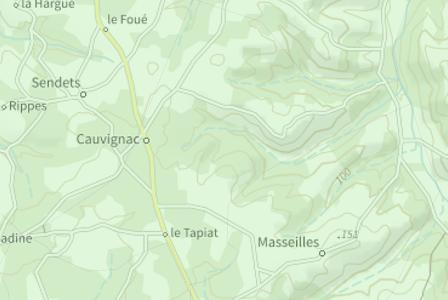 la Hargue
le Foué
Sendets
Rippes
Cauvignac
100
adine
le Tapiat
Masseilles
151